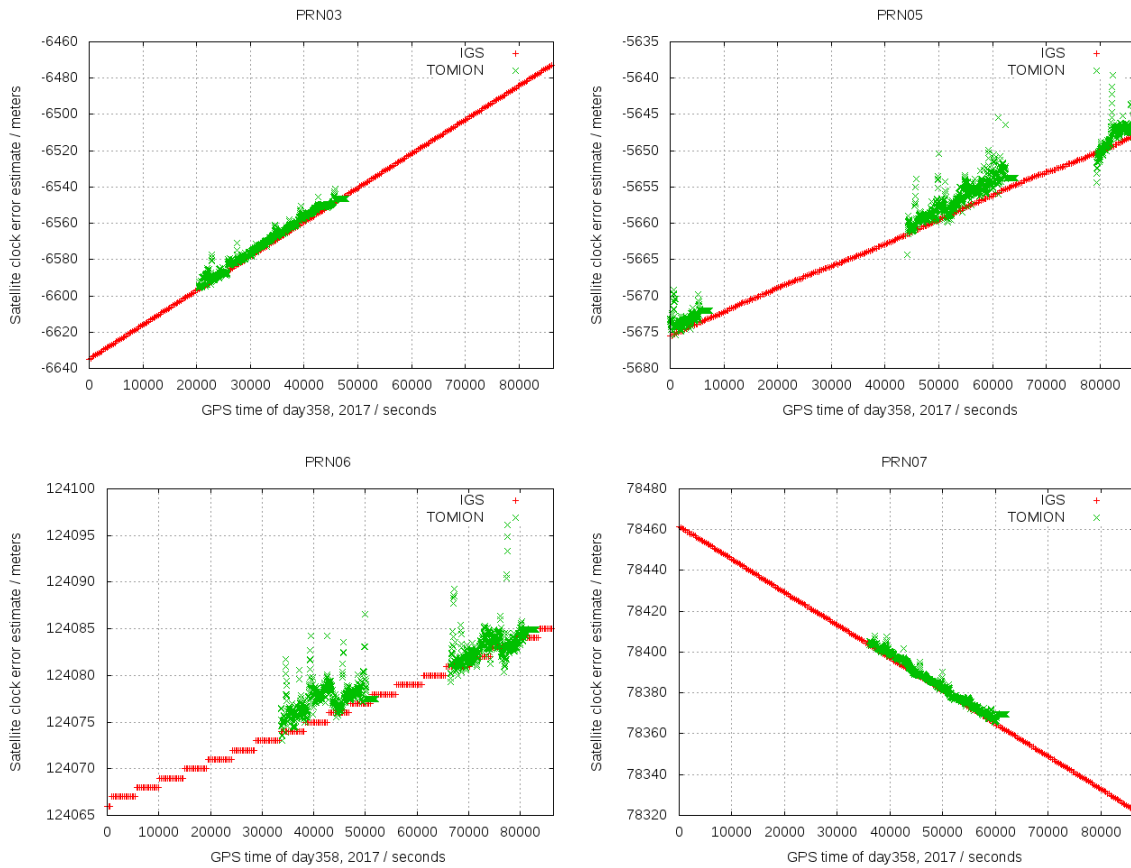 PRN03
Satellite clock error estimate / meters
-6460
-6480
-6500
-6520
-6540
-6560
-6580
-6600
-6620
-6640
IGS
TOMION
0 10000 20000 30000 40000 50000 60000 70000 80000
GPS time of day358, 2017 / seconds
PRN05
Satellite clock error estimate / meters
-5635
-5640
-5645
-5650
-5655
-5660
-5665
-5670
-5675
-5680
IGS
TOMION
0 10000 20000 30000 40000 50000 60000 70000 80000
GPS time of day358, 2017 / seconds
PRN06
Satellite clock error estimate / meters
124100
124095
124090
124085
124080
124075
124070
124065
IGS
TOMION
0 10000 20000 30000 40000 50000 60000 70000 80000
GPS time of day358, 2017 / seconds
PRN07
Satellite clock error estimate / meters
78480
78460
78440
78420
78400
78380
78360
78340
78320
IGS
TOMION
0 10000 20000 30000 40000 50000 60000 70000 80000
GPS time of day358, 2017 / seconds